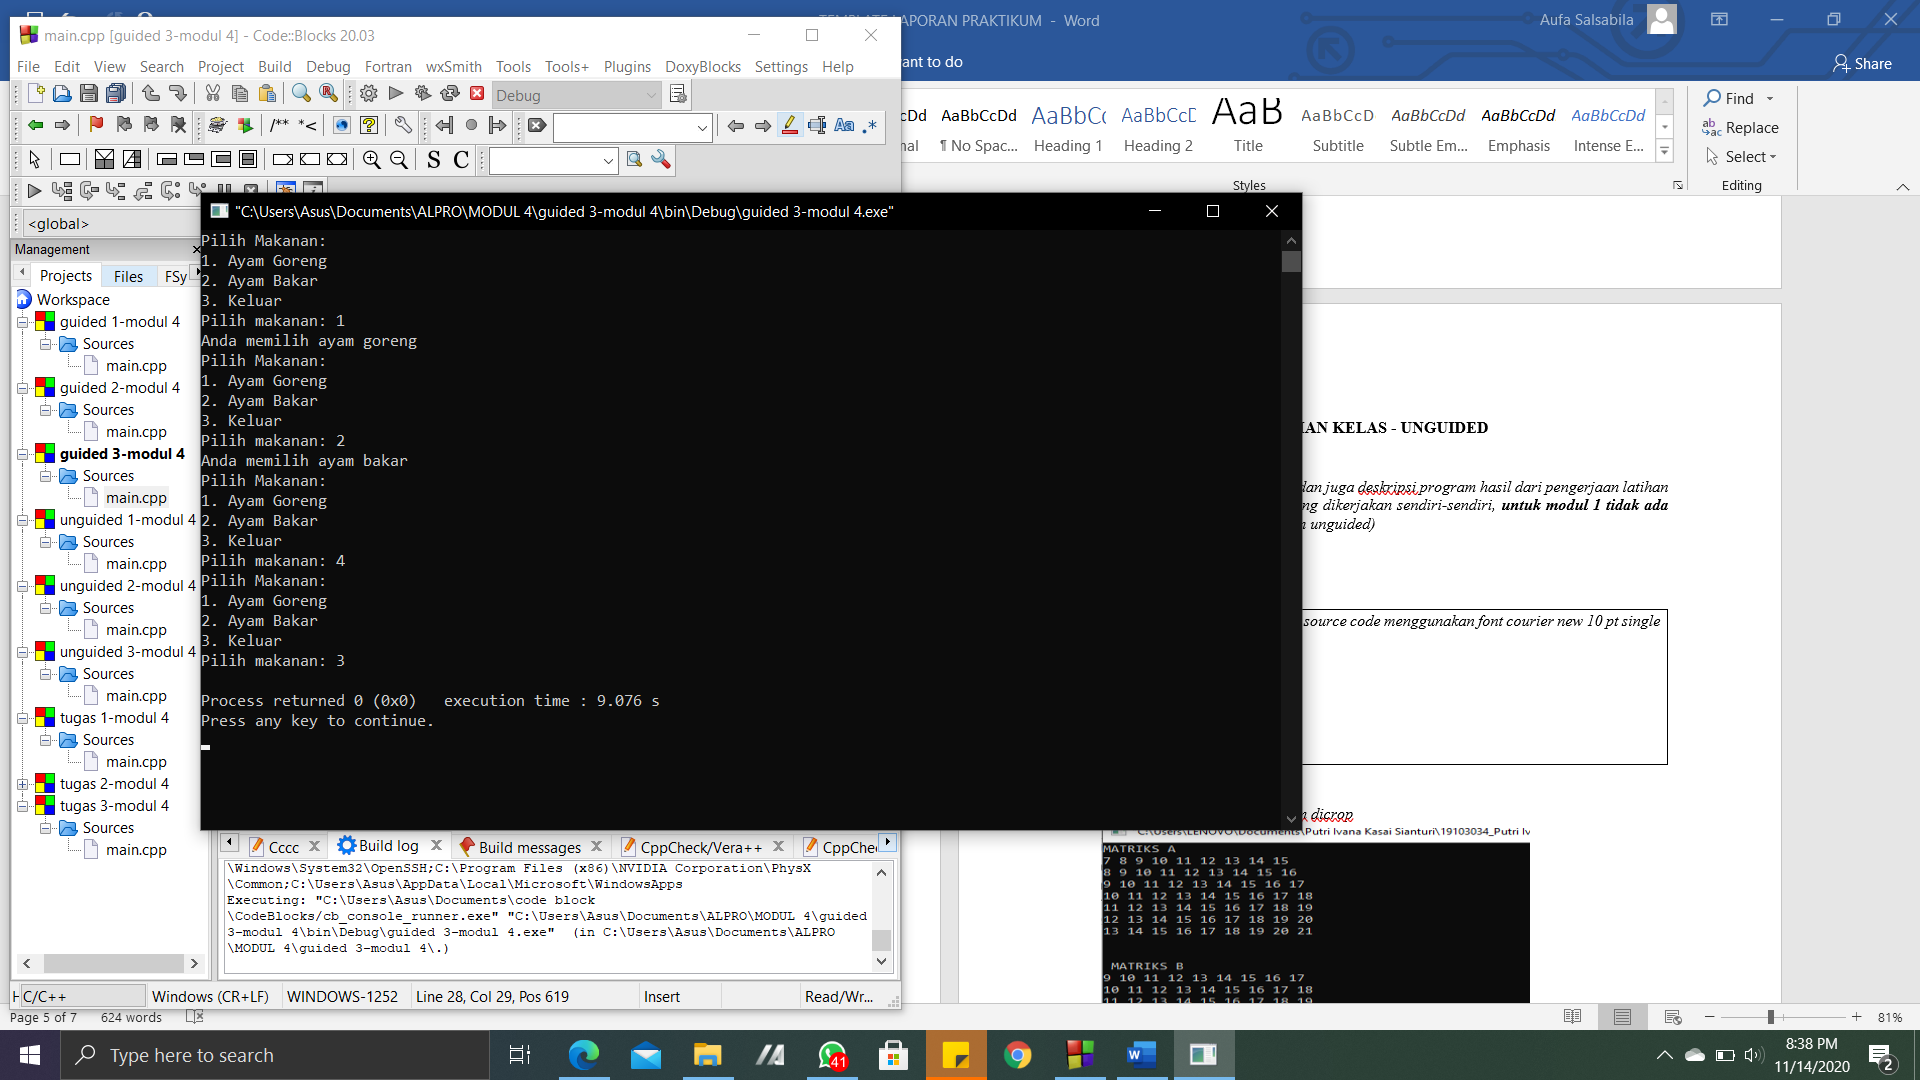 TEMPLATE LAPORAN PRAKTIKUM - Word
Aufa Salsabila
main.cpp [guided 3-modul 4] - Code::Blocks 20.03
File Edit View Search Project Build Debug Fortran wxSmith Tools Tools+ Plugins DoxyBlocks Settings Help
ant to do
Share
Debug
AaBbCcDd AaBbCc AaBbCcD AaB AaBbCcD AaBbCcDd AaBbCcDd AaBbCcDd
¶ No Spac... Heading 1 Heading 2 Title Subtitle Subtle Em... Emphasis Intense E...
Styles
Find
Replace
Select
Editing
<global>
Management
Projects Files FSy
Workspace
guided 1-modul 4
Sources
main.cpp
guided 2-modul 4
Sources
main.cpp
guided 3-modul 4
Sources
main.cpp
unguided 1-modul 4
Sources
main.cpp
unguided 2-modul 4
Sources
main.cpp
unguided 3-modul 4
Sources
main.cpp
tugas 1-modul 4
Sources
main.cpp
tugas 2-modul 4
tugas 3-modul 4
Sources
main.cpp
"C:\Users\Asus\Documents\ALPRO\MODUL 4\guided 3-modul 4\bin\Debug\guided 3-modul 4.exe"
Pilih Makanan:
1. Ayam Goreng
2. Ayam Bakar
3. Keluar
Pilih makanan: 1
Anda memilih ayam goreng
Pilih Makanan:
1. Ayam Goreng
2. Ayam Bakar
3. Keluar
Pilih makanan: 2
Anda memilih ayam bakar
Pilih Makanan:
1. Ayam Goreng
2. Ayam Bakar
3. Keluar
Pilih makanan: 4
Pilih Makanan:
1. Ayam Goreng
2. Ayam Bakar
3. Keluar
Pilih makanan: 3
Process returned 0 (0x0) execution time : 9.076 s
Press any key to continue.
AN KELAS - UNGUIDED
dan juga deskripsi program hasil dari pengerjaan latihan
ng dikerjakan sendiri-sendiri, untuk modul 1 tidak ada
unguided)
source code menggunakan font courier new 10 pt single
dicrop
C:\Users\LENOVO\Documents\Putri Ivana Kasai Sianturi\19103034_Putri Iv
MATRIKS A
7 8 9 10 11 12 13 14 15
8 9 10 11 12 13 14 15 16
9 10 11 12 13 14 15 16 17
10 11 12 13 14 15 16 17 18
11 12 13 14 15 16 17 18 19
12 13 14 15 16 17 18 19 20
13 14 15 16 17 18 19 20 21
MATRIKS B
9 10 11 12 13 14 15 16 17
10 11 12 13 14 15 16 17 18
11 12 13 14 15 16 17 18 19
Cccc Build log Build messages CppCheck/Vera++ CppChe
\Windows\System32\OpenSSH;C:\Program Files (x86)\NVIDIA Corporation\PhysX
\Common;C:\Users\Asus\AppData\Local\Microsoft\WindowsApps
Executing: "C:\Users\Asus\Documents\code block
\CodeBlocks/cb_console_runner.exe" "C:\Users\Asus\Documents\ALPRO\MODUL 4\guided
3-modul 4\bin\Debug\guided 3-modul 4.exe" (in C:\Users\Asus\Documents\ALPRO
\MODUL 4\guided 3-modul 4\.)
C/C++ Windows (CR+LF) WINDOWS-1252 Line 28, Col 29, Pos 619 Insert Read/Wr...
Page 5 of 7 624 words
81%
Type here to search
41
8:38 PM
11/14/2020
2